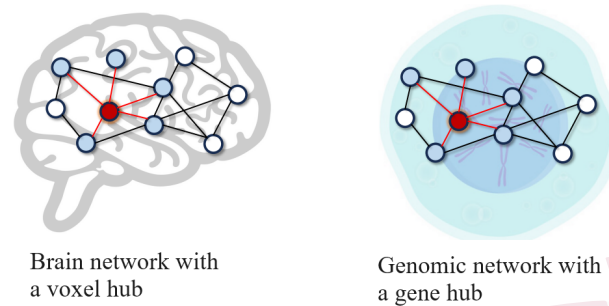 Brain network with
a voxel hub
Genomic network with
a gene hub